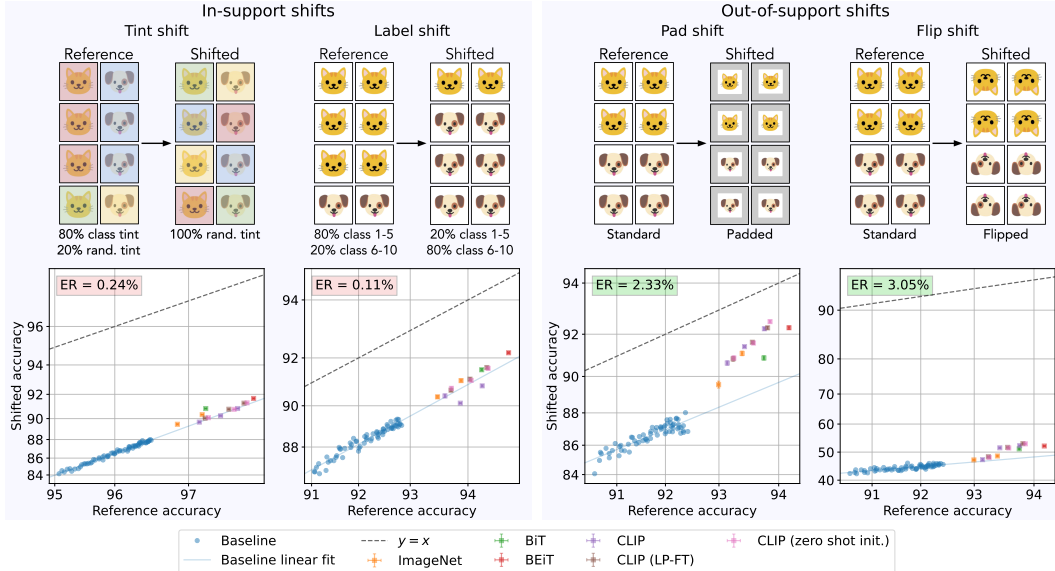 In-support shifts
Out-of-support shifts
Tint shift
Label shift
Pad shift
Flip shift
Reference
Shifted
Reference
Shifted
Reference
Shifted
Reference
Shifted
80% class tint
20% rand. tint
100% rand. tint
80% class 1-5
20% class 6-10
20% class 1-5
80% class 6-10
Standard
Padded
Standard
Flipped
ER = 0.24%
Shifted accuracy
96
94
92
90
88
86
84
95
96
97
Reference accuracy
ER = 0.11%
94
92
90
88
91
92
93
94
Reference accuracy
ER = 2.33%
Shifted accuracy
94
92
90
88
86
84
91
92
93
94
Reference accuracy
ER = 3.05%
90
80
70
60
50
40
91
92
93
94
Reference accuracy
Baseline
Baseline linear fit
y = x
ImageNet
BiT
BEiT
CLIP
CLIP (LP-FT)
CLIP (zero shot init.)